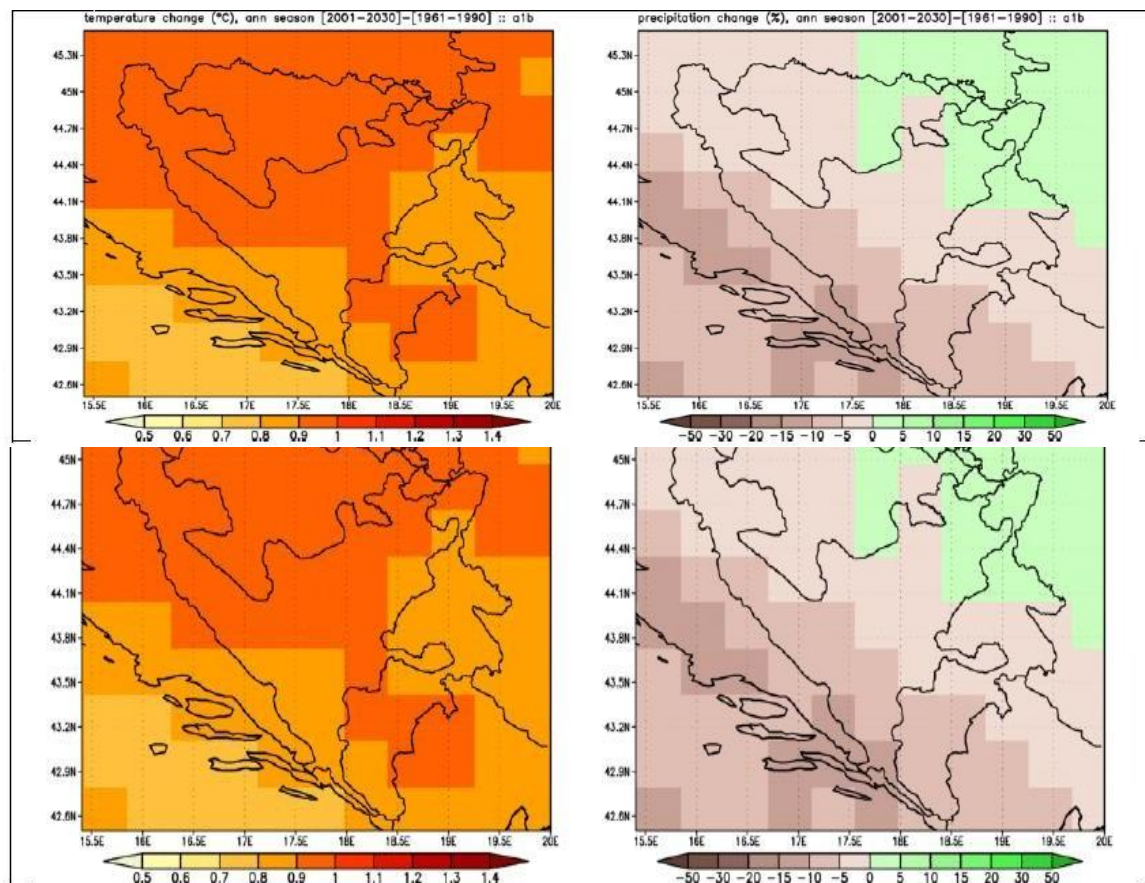 temperature change (°C), ann season [2001-2030]-[1961-1990] :: a1b
45.3N
45N
44.7N
44.4N
44.1N
43.8N
43.5N
43.2N
42.9N
42.6N
15.5E 16E 16.5E 17E 17.5E 18E 18.5E 19E 19.5E 20E
0.5 0.6 0.7 0.8 0.9 1 1.1 1.2 1.3 1.4
precipitation change (%), ann season [2001-2030]-[1961-1990] :: a1b
45.3N
45N
44.7N
44.4N
44.1N
43.8N
43.5N
43.2N
42.9N
42.6N
15.5E 16E 16.5E 17E 17.5E 18E 18.5E 19E 19.5E 20E
-50 -30 -20 -15 -10 -5 0 5 10 15 20 30 50
45N
44.7N
44.4N
44.1N
43.8N
43.5N
43.2N
42.9N
42.6N
15.5E 16E 16.5E 17E 17.5E 18E 18.5E 19E 19.5E 20E
0.5 0.6 0.7 0.8 0.9 1 1.1 1.2 1.3 1.4
45N
44.7N
44.4N
44.1N
43.8N
43.5N
43.2N
42.9N
42.6N
15.5E 16E 16.5E 17E 17.5E 18E 18.5E 19E 19.5E 20E
-50 -30 -20 -15 -10 -5 0 5 10 15 20 30 50